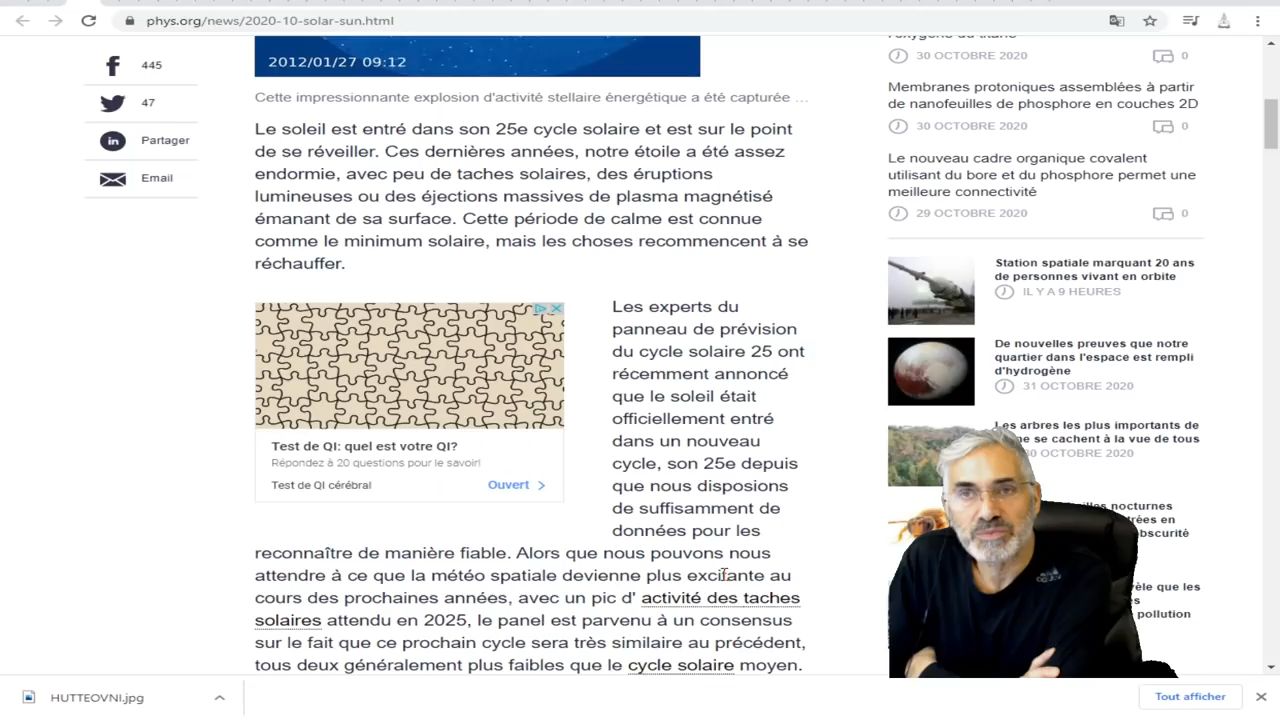 phys.org/news/2020-10-solar-sun.html
2012/01/27 09:12
445
47
Partager
Email
Cette impressionnante explosion d'activité stellaire énergétique a été capturée …
Le soleil est entré dans son 25e cycle solaire et est sur le point
de se réveiller. Ces dernières années, notre étoile a été assez
endormie, avec peu de taches solaires, des éruptions
lumineuses ou des éjections massives de plasma magnétisé
émanant de sa surface. Cette période de calme est connue
comme le minimum solaire, mais les choses recommencent à se
réchauffer.
Test de QI: quel est votre QI?
Répondez à 20 questions pour le savoir!
Test de QI cérébral
Ouvert
Les experts du
panneau de prévision
du cycle solaire 25 ont
récemment annoncé
que le soleil était
officiellement entré
dans un nouveau
cycle, son 25e depuis
que nous disposions
de suffisamment de
données pour les
reconnaître de manière fiable. Alors que nous pouvons nous
attendre à ce que la météo spatiale devienne plus excitante au
cours des prochaines années, avec un pic d' activité des taches
solaires attendu en 2025, le panel est parvenu à un consensus
sur le fait que ce prochain cycle sera très similaire au précédent,
tous deux généralement plus faibles que le cycle solaire moyen.
l'oxygène du titane
30 OCTOBRE 2020 0
Membranes protoniques assemblées à partir
de nanofeuilles de phosphore en couches 2D
30 OCTOBRE 2020 0
Le nouveau cadre organique covalent
utilisant du bore et du phosphore permet une
meilleure connectivité
29 OCTOBRE 2020 0
Station spatiale marquant 20 ans
de personnes vivant en orbite
IL Y A 9 HEURES
De nouvelles preuves que notre
quartier dans l'espace est rempli
d'hydrogène
31 OCTOBRE 2020
Les arbres les plus importants de
se cachent à la vue de tous
30 OCTOBRE 2020
nocturnes
en
que les
pollution
HUTTEOVNI.jpg
Tout afficher